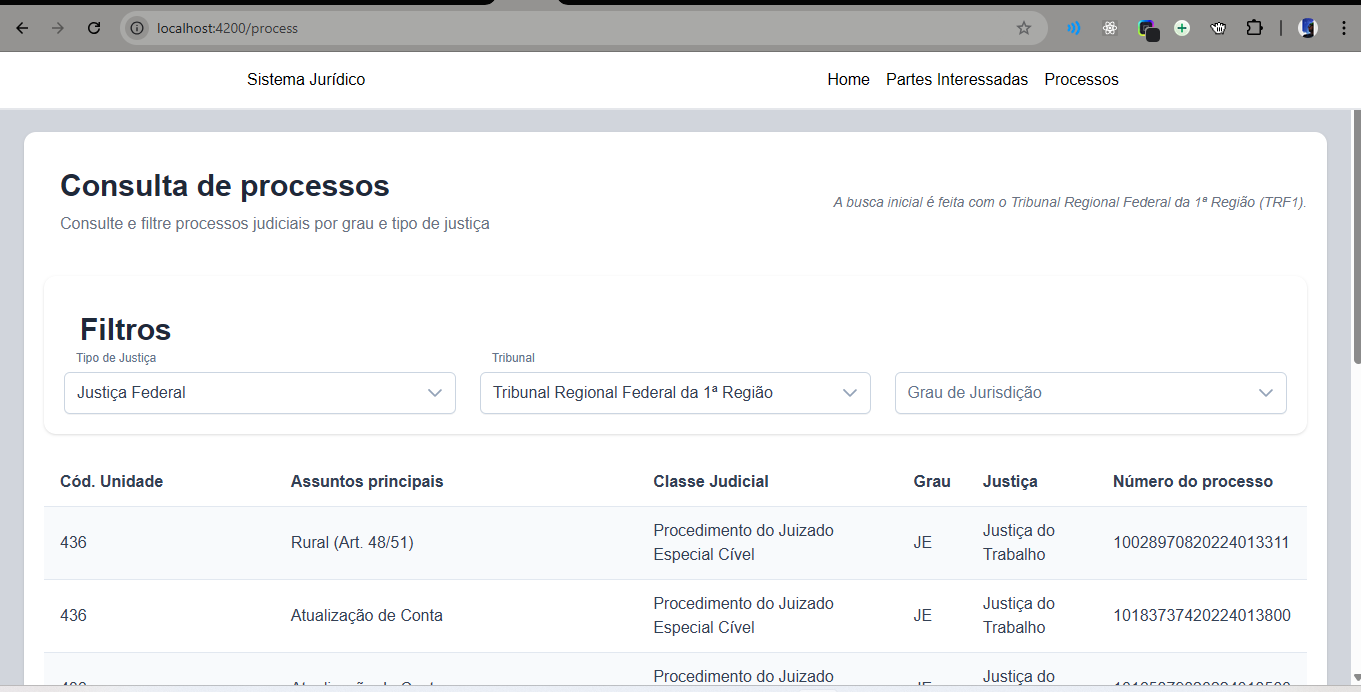 localhost:4200/process
Sistema Jurídico
Home Partes Interessadas Processos
Consulta de processos
Consulte e filtre processos judiciais por grau e tipo de justiça
A busca inicial é feita com o Tribunal Regional Federal da 1ª Região (TRF1).
Filtros
Tipo de Justiça Tribunal
Justiça Federal Tribunal Regional Federal da 1ª Região Grau de Jurisdição
Cód. Unidade Assuntos principais Classe Judicial Grau Justiça Número do processo
436 Rural (Art. 48/51) Procedimento do Juizado Especial Cível JE Justiça do Trabalho 10028970820224013311
436 Atualização de Conta Procedimento do Juizado Especial Cível JE Justiça do Trabalho 10183737420224013800
Procedimento do Juizado Justiça do